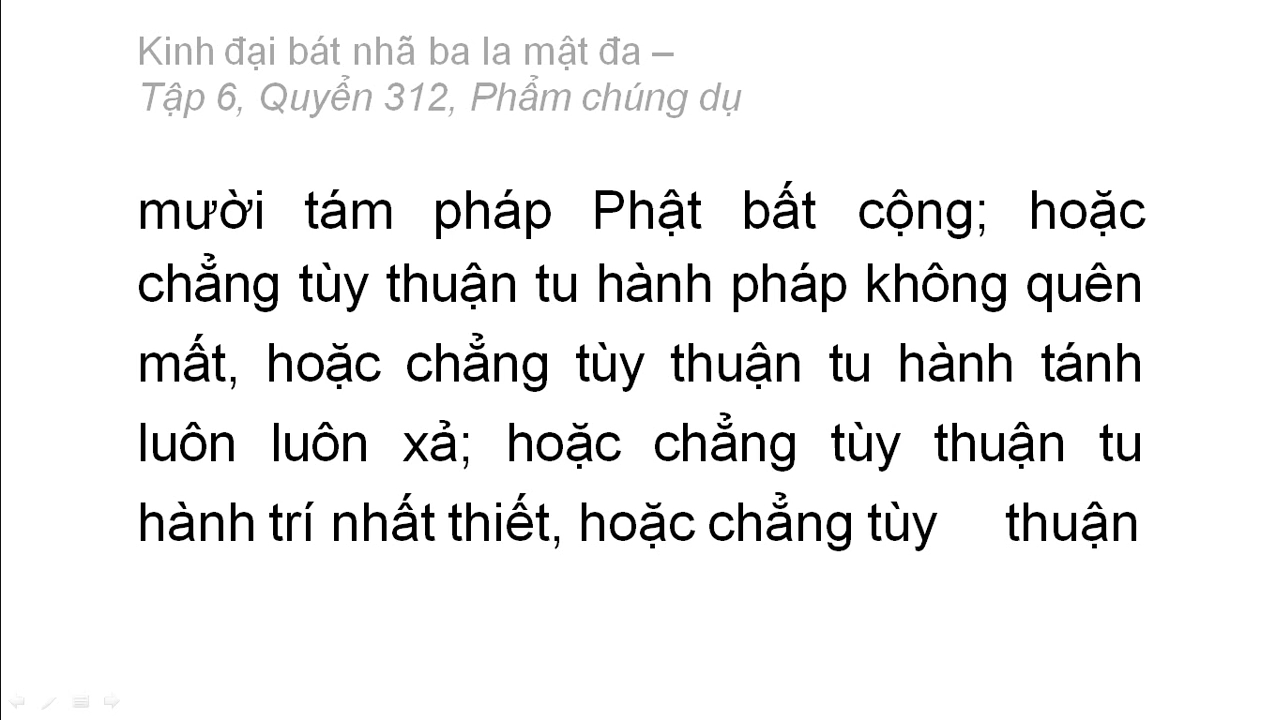 Kinh đại bát nhã ba la mật đa –
Tập 6, Quyển 312, Phẩm chúng dụ
mười tám pháp Phật bất cộng; hoặc
chẳng tùy thuận tu hành pháp không quên
mất, hoặc chẳng tùy thuận tu hành tánh
luôn luôn xả; hoặc chẳng tùy thuận tu
hành trí nhất thiết, hoặc chẳng tùy thuận